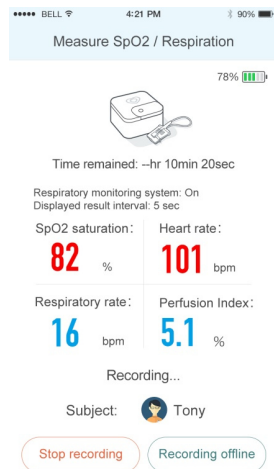 BELL 4:21 PM 90%
Measure SpO2 / Respiration
78%
Time remained: --hr 10min 20sec
Respiratory monitoring system: On
Displayed result interval: 5 sec
SpO2 saturation: Heart rate:
82 % 101 bpm
Respiratory rate: Perfusion Index:
16 bpm 5.1 %
Recording...
Subject: Tony
Stop recording Recording offline